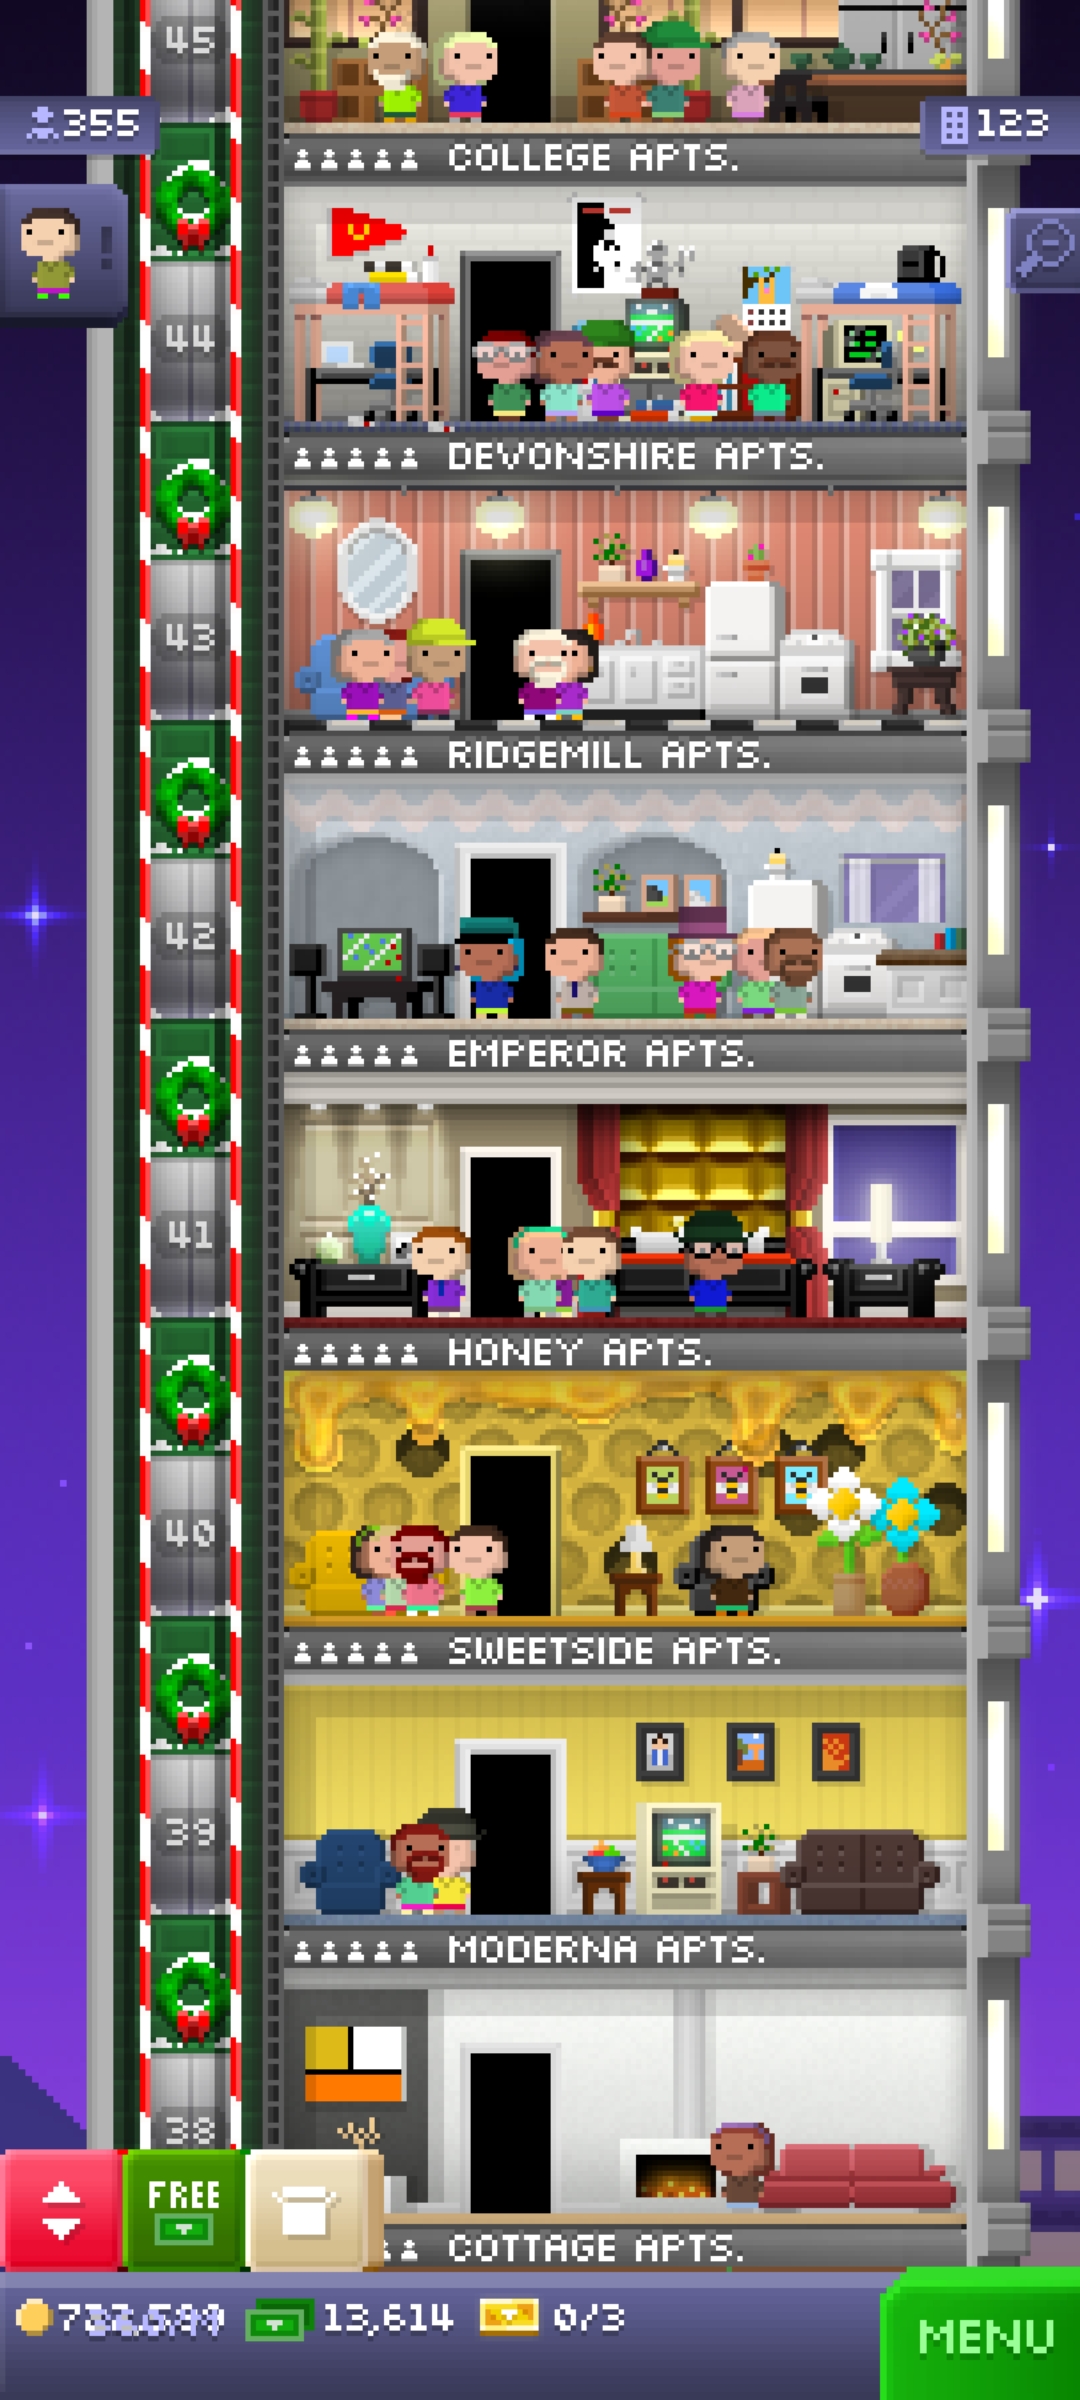 45
355
123
COLLEGE APTS.
!
44
DEVONSHIRE APTS.
43
RIDGEMILL APTS.
42
EMPEROR APTS.
41
HONEY APTS.
40
SWEETSIDE APTS.
39
MODERNA APTS.
38
FREE
COTTAGE APTS.
13,614
0/3
MENU